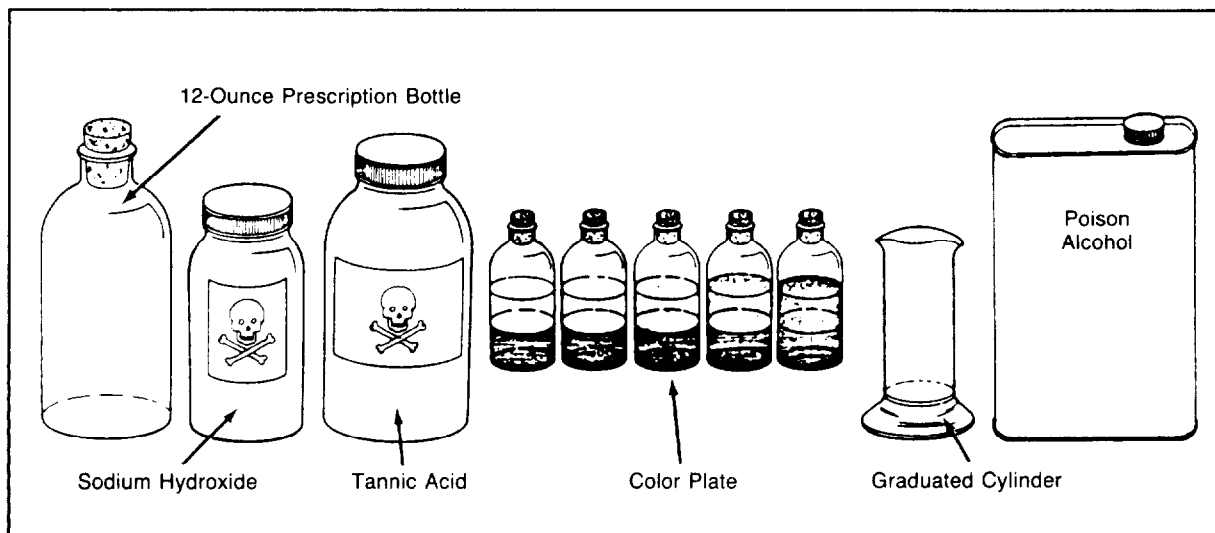 12-Ounce Prescription Bottle
Poison
Alcohol
Sodium Hydroxide
Tannic Acid
Color Plate
Graduated Cylinder